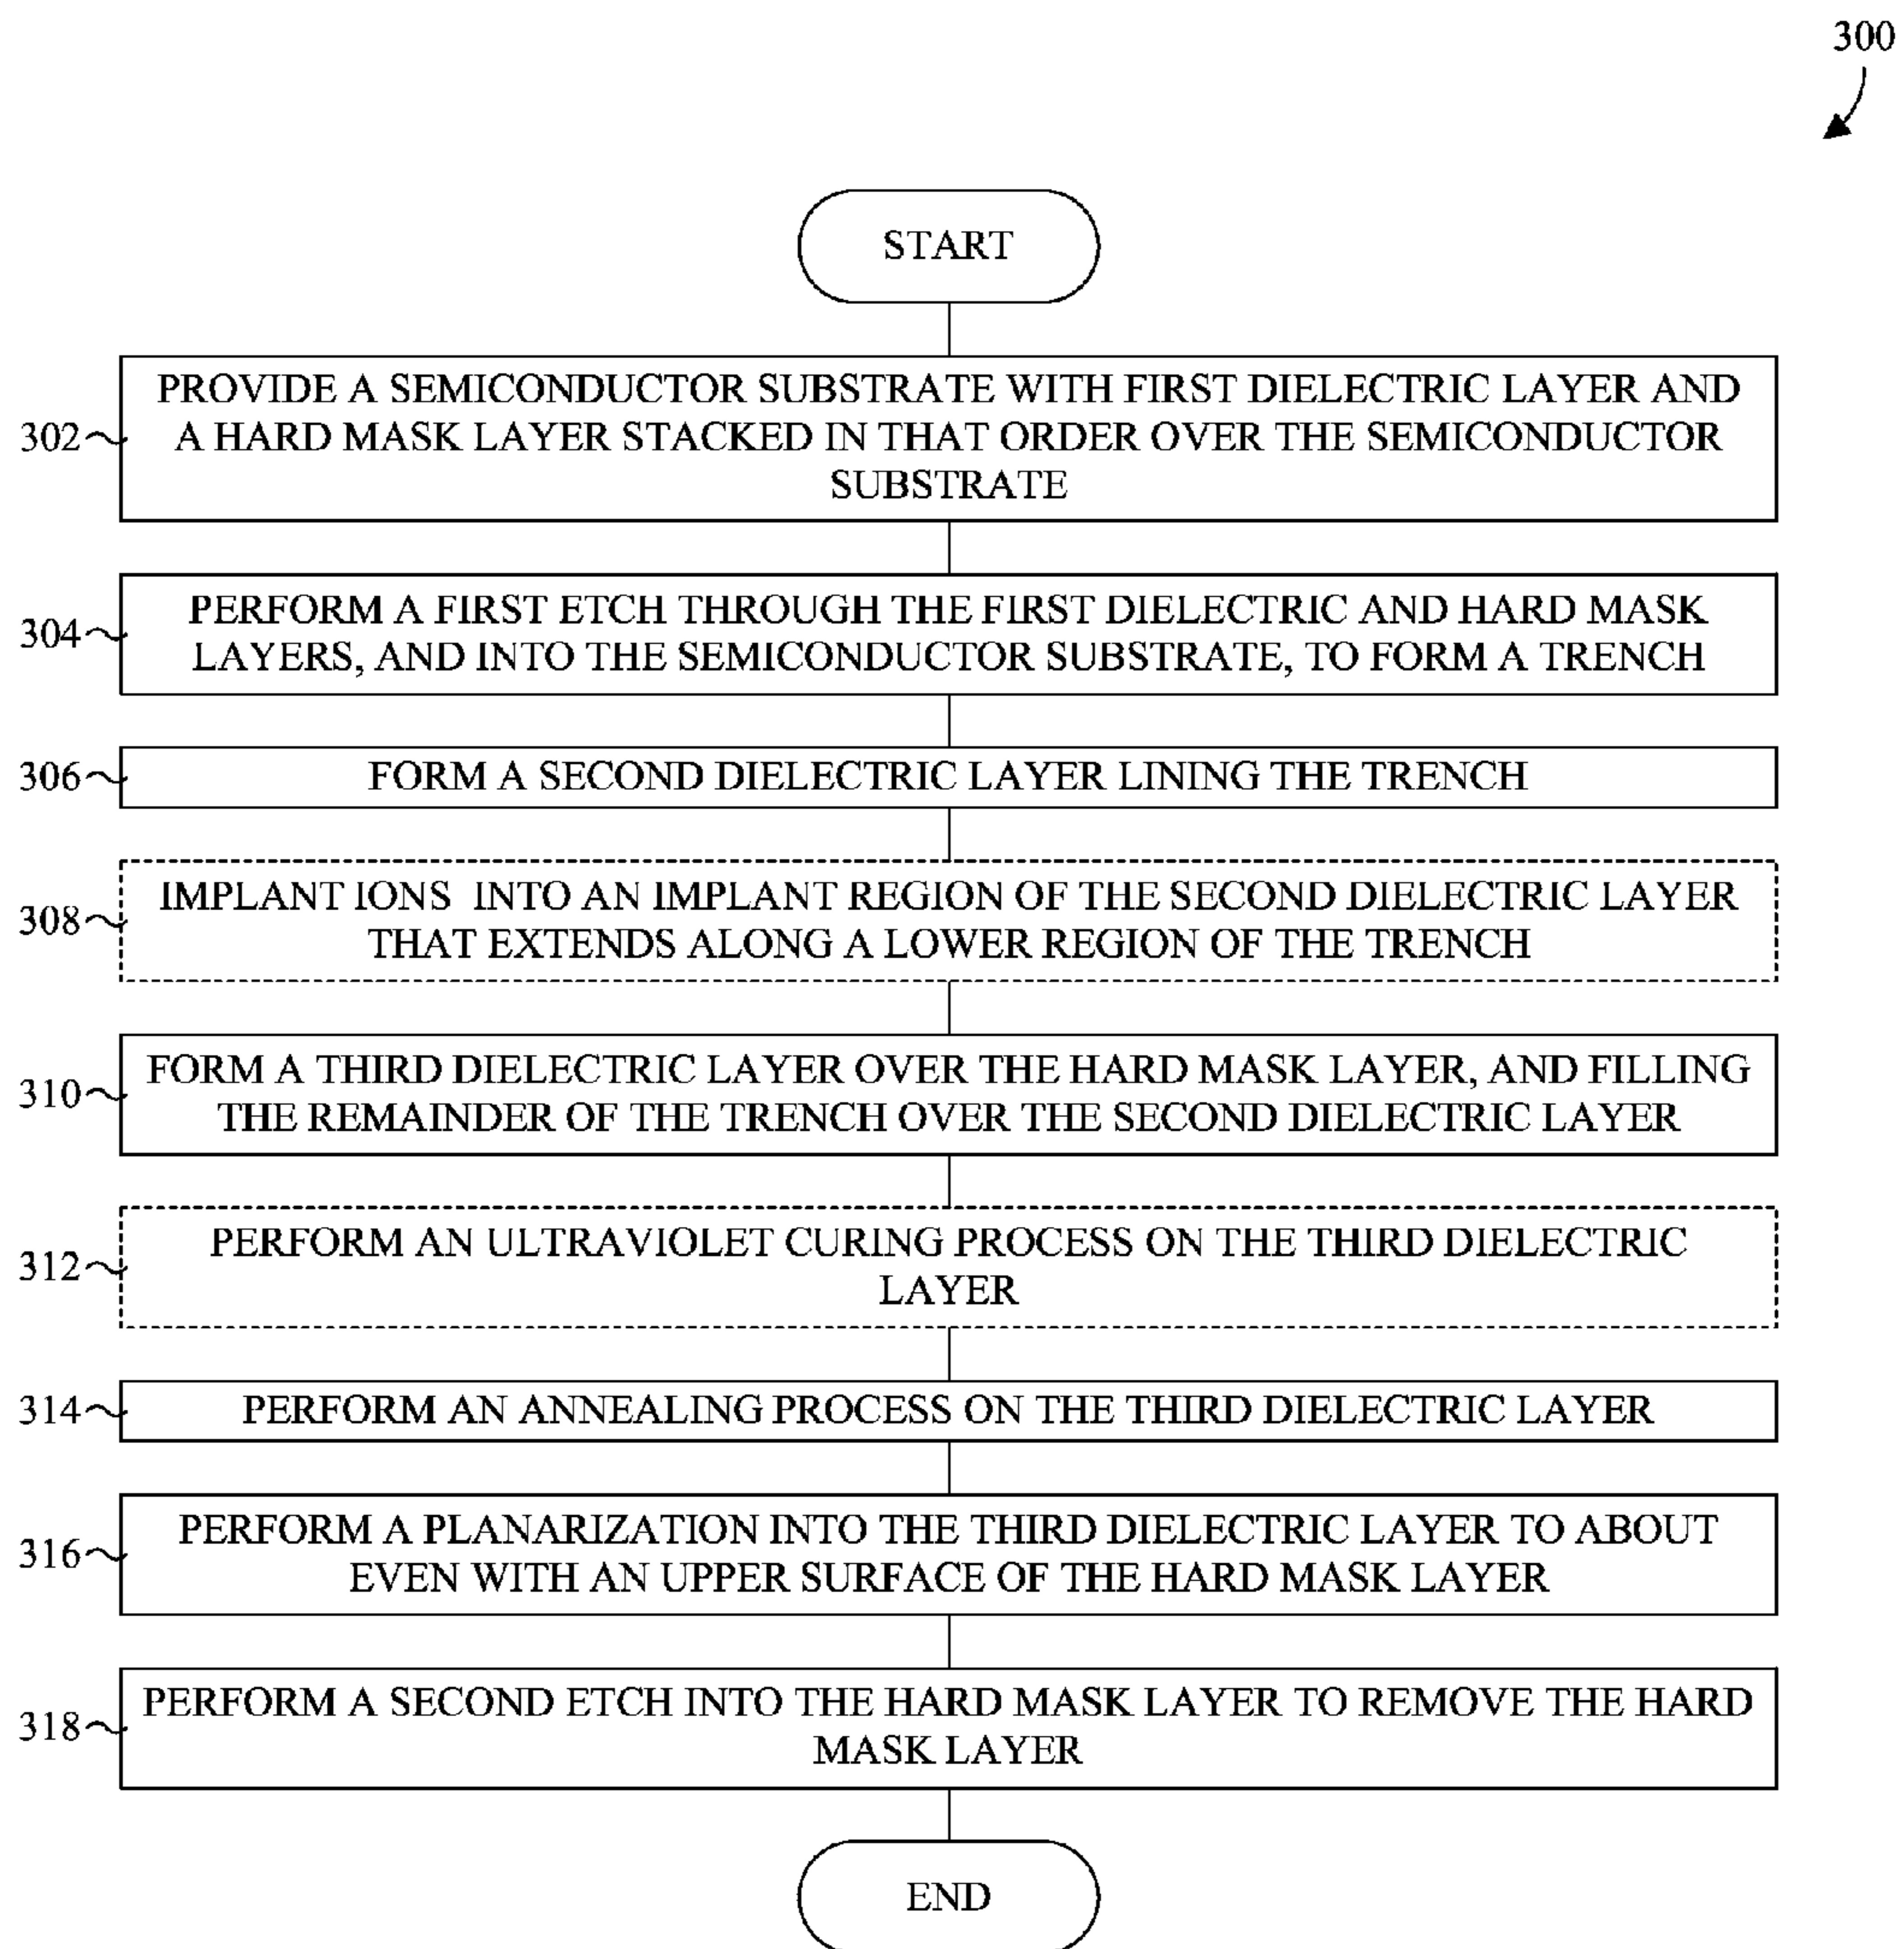 300
START
302
PROVIDE A SEMICONDUCTOR SUBSTRATE WITH FIRST DIELECTRIC LAYER AND
A HARD MASK LAYER STACKED IN THAT ORDER OVER THE SEMICONDUCTOR
SUBSTRATE
304
PERFORM A FIRST ETCH THROUGH THE FIRST DIELECTRIC AND HARD MASK
LAYERS, AND INTO THE SEMICONDUCTOR SUBSTRATE, TO FORM A TRENCH
306
FORM A SECOND DIELECTRIC LAYER LINING THE TRENCH
308
IMPLANT IONS INTO AN IMPLANT REGION OF THE SECOND DIELECTRIC LAYER
THAT EXTENDS ALONG A LOWER REGION OF THE TRENCH
310
FORM A THIRD DIELECTRIC LAYER OVER THE HARD MASK LAYER, AND FILLING
THE REMAINDER OF THE TRENCH OVER THE SECOND DIELECTRIC LAYER
312
PERFORM AN ULTRAVIOLET CURING PROCESS ON THE THIRD DIELECTRIC
LAYER
314
PERFORM AN ANNEALING PROCESS ON THE THIRD DIELECTRIC LAYER
316
PERFORM A PLANARIZATION INTO THE THIRD DIELECTRIC LAYER TO ABOUT
EVEN WITH AN UPPER SURFACE OF THE HARD MASK LAYER
318
PERFORM A SECOND ETCH INTO THE HARD MASK LAYER TO REMOVE THE HARD
MASK LAYER
END